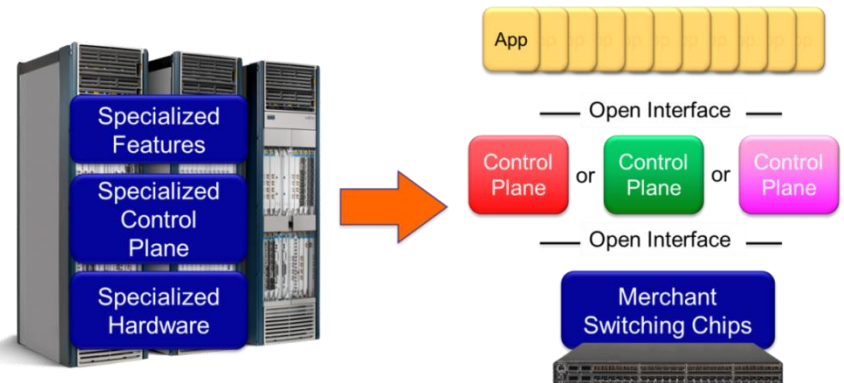 Specialized
Features
Specialized
Control
Plane
Specialized
Hardware
App
Open Interface
Control
Plane
or
Control
Plane
or
Control
Plane
Open Interface
Merchant
Switching Chips